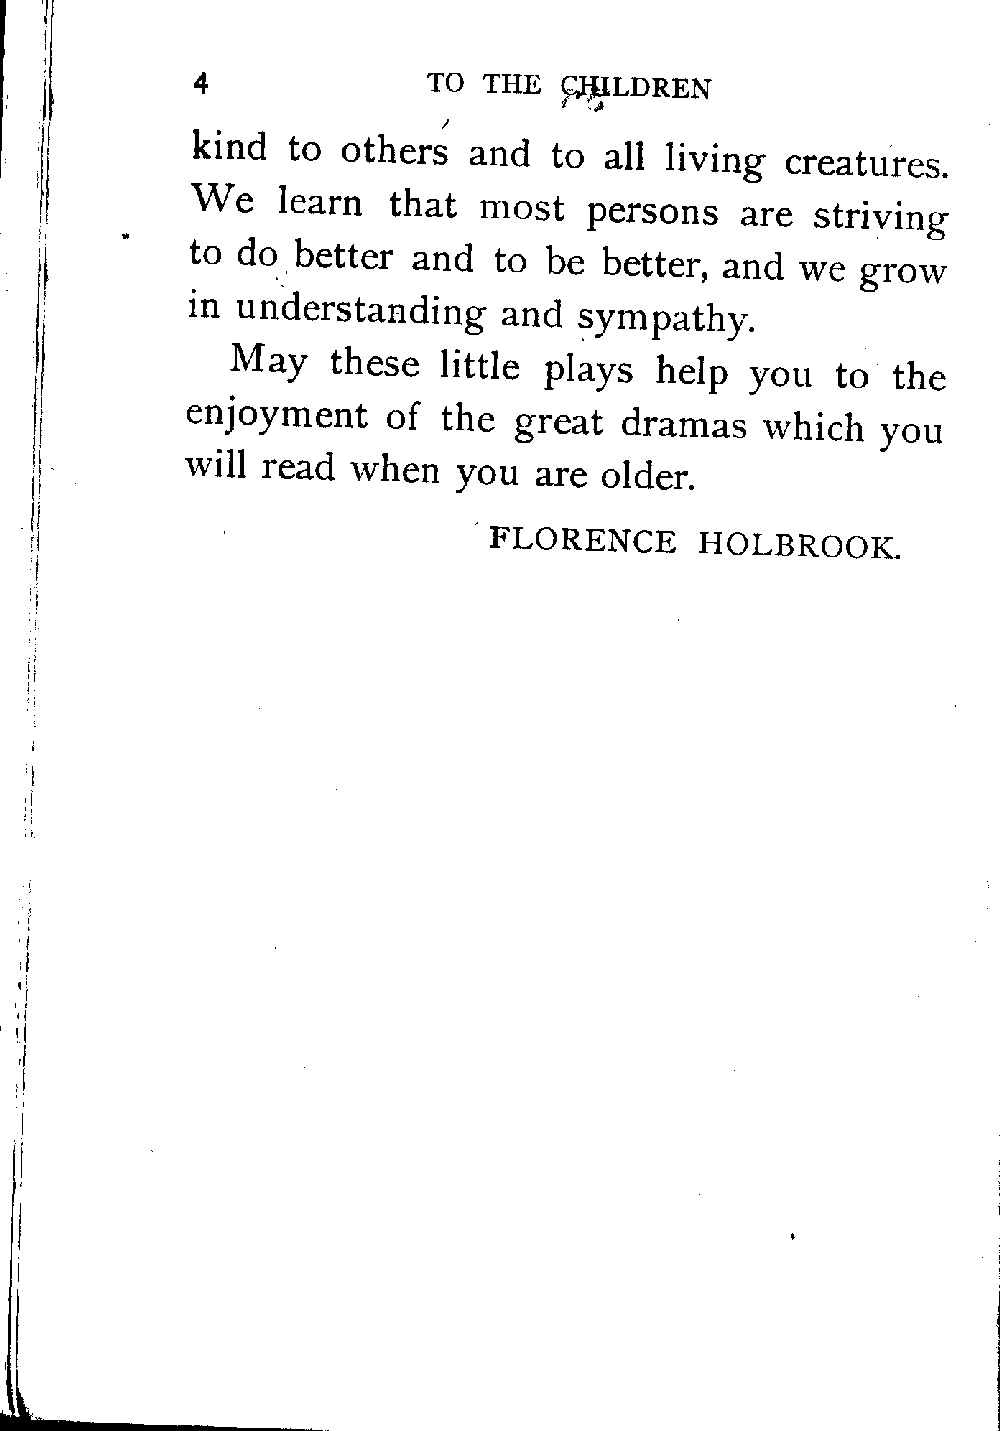 4 TO THE CHILDREN
kind to others and to all living creatures.
We learn that most persons are striving
to do better and to be better, and we grow
in understanding and sympathy.
May these little plays help you to the
enjoyment of the great dramas which you
will read when you are older.
FLORENCE HOLBROOK.